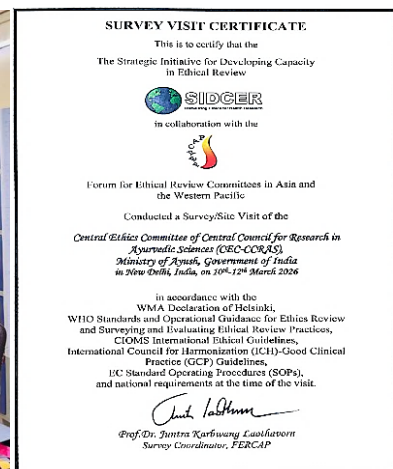 SURVEY VISIT CERTIFICATE
This is to certify that the
The Strategic Initiative for Developing Capacity
in Ethical Review
SIDCER
in collaboration with the
FERCAP
Forum for Ethical Review Committees in Asia and
the Western Pacific
Conducted a Survey/Site Visit of the
Central Ethics Committee of Central Council for Research in
Ayurvedic Sciences (CEC-CCRAS),
Ministry of Ayush, Government of India
in New Delhi, India, on 10th-12th March 2026
in accordance with the
WMA Declaration of Helsinki,
WHO Standards and Operational Guidance for Ethics Review
and Surveying and Evaluating Ethical Review Practices,
CIOMS International Ethical Guidelines,
International Council for Harmonization (ICH)-Good Clinical
Practice (GCP) Guidelines,
EC Standard Operating Procedures (SOPs),
and national requirements at the time of the visit.
Prof.Dr. Juntra Karbwang Laothavorn
Survey Coordinator, FERCAP